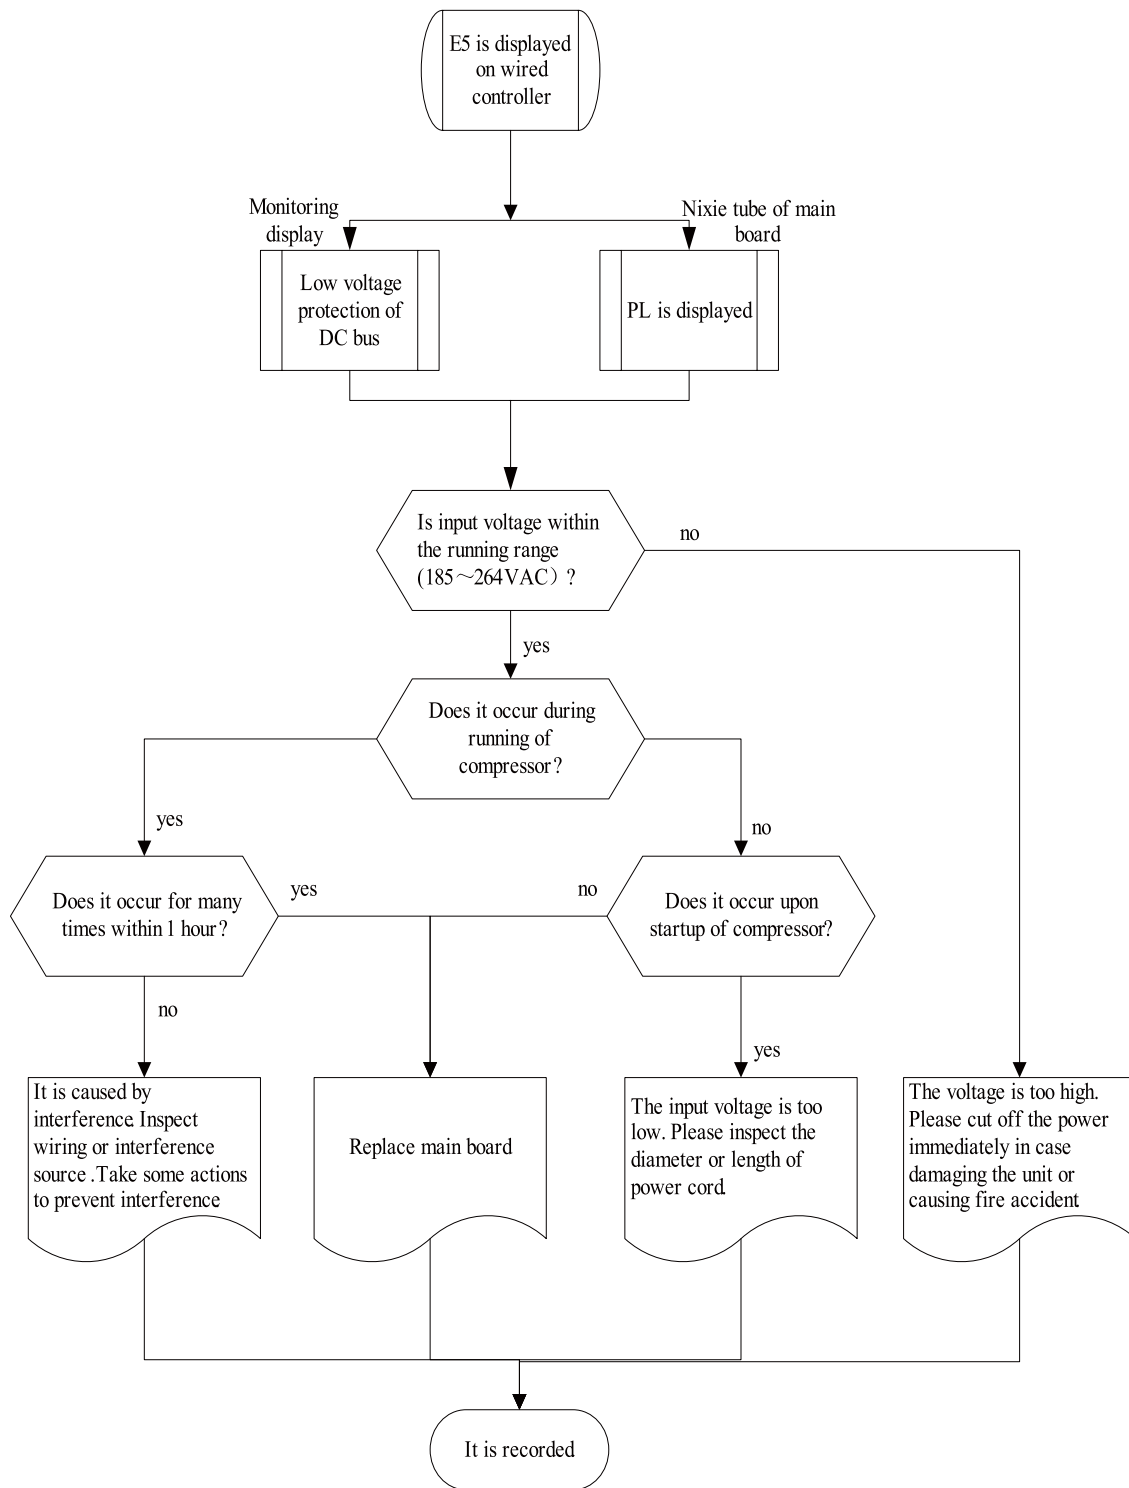 E5 is displayed
on wired
controller
Monitoring
display
Nixie tube of main
board
Low voltage
protection of
DC bus
PL is displayed
Is input voltage within
the running range
(185～264VAC）?
no
yes
Does it occur during
running of
compressor?
yes
no
Does it occur for many
times within 1 hour?
yes
no
Does it occur upon
startup of compressor?
no
yes
It is caused by
interference. Inspect
wiring or interference
source .Take some actions
to prevent interference
Replace main board
The input voltage is too
low. Please inspect the
diameter or length of
power cord.
The voltage is too high.
Please cut off the power
immediately in case
damaging the unit or
causing fire accident.
It is recorded